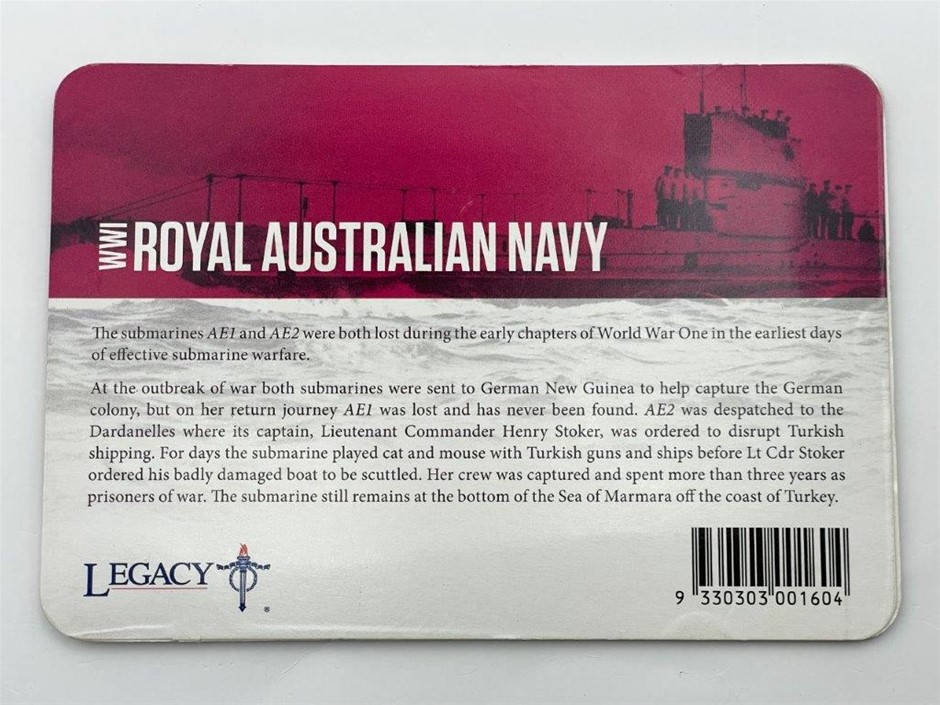 WWI ROYAL AUSTRALIAN NAVY
The submarines AE1 and AE2 were both lost during the early chapters of World War One in the earliest days
of effective submarine warfare.
At the outbreak of war both submarines were sent to German New Guinea to help capture the German
colony, but on her return journey AE1 was lost and has never been found. AE2 was despatched to the
Dardanelles where its captain, Lieutenant Commander Henry Stoker, was ordered to disrupt Turkish
shipping. For days the submarine played cat and mouse with Turkish guns and ships before Lt Cdr Stoker
ordered his badly damaged boat to be scuttled. Her crew was captured and spent more than three years as
prisoners of war. The submarine still remains at the bottom of the Sea of Marmara off the coast of Turkey.
LEGACY ®
9 330303 001604